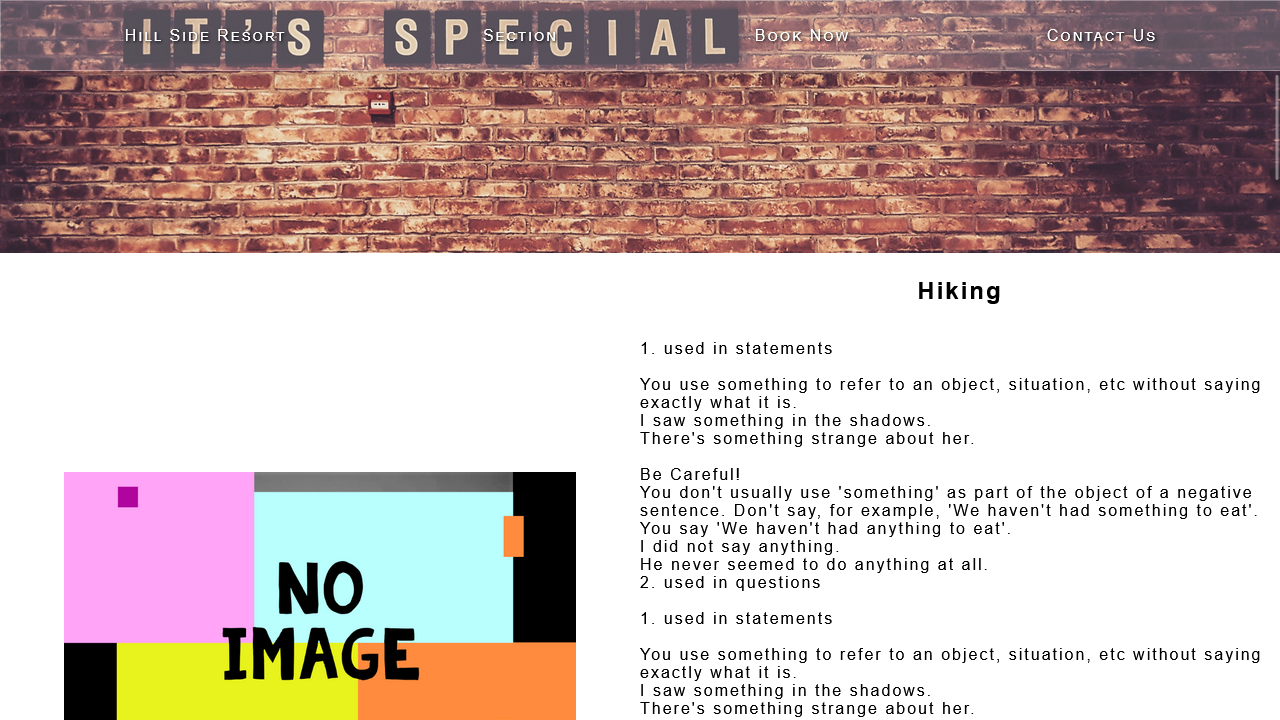 IT'S SPECIAL
Hill Side Resort Section Book Now Contact Us
Hiking
1. used in statements
You use something to refer to an object, situation, etc without saying
exactly what it is.
I saw something in the shadows.
There's something strange about her.
Be Careful!
You don't usually use 'something' as part of the object of a negative
sentence. Don't say, for example, 'We haven't had something to eat'.
You say 'We haven't had anything to eat'.
I did not say anything.
He never seemed to do anything at all.
2. used in questions
1. used in statements
You use something to refer to an object, situation, etc without saying
exactly what it is.
I saw something in the shadows.
There's something strange about her.
NO
IMAGE